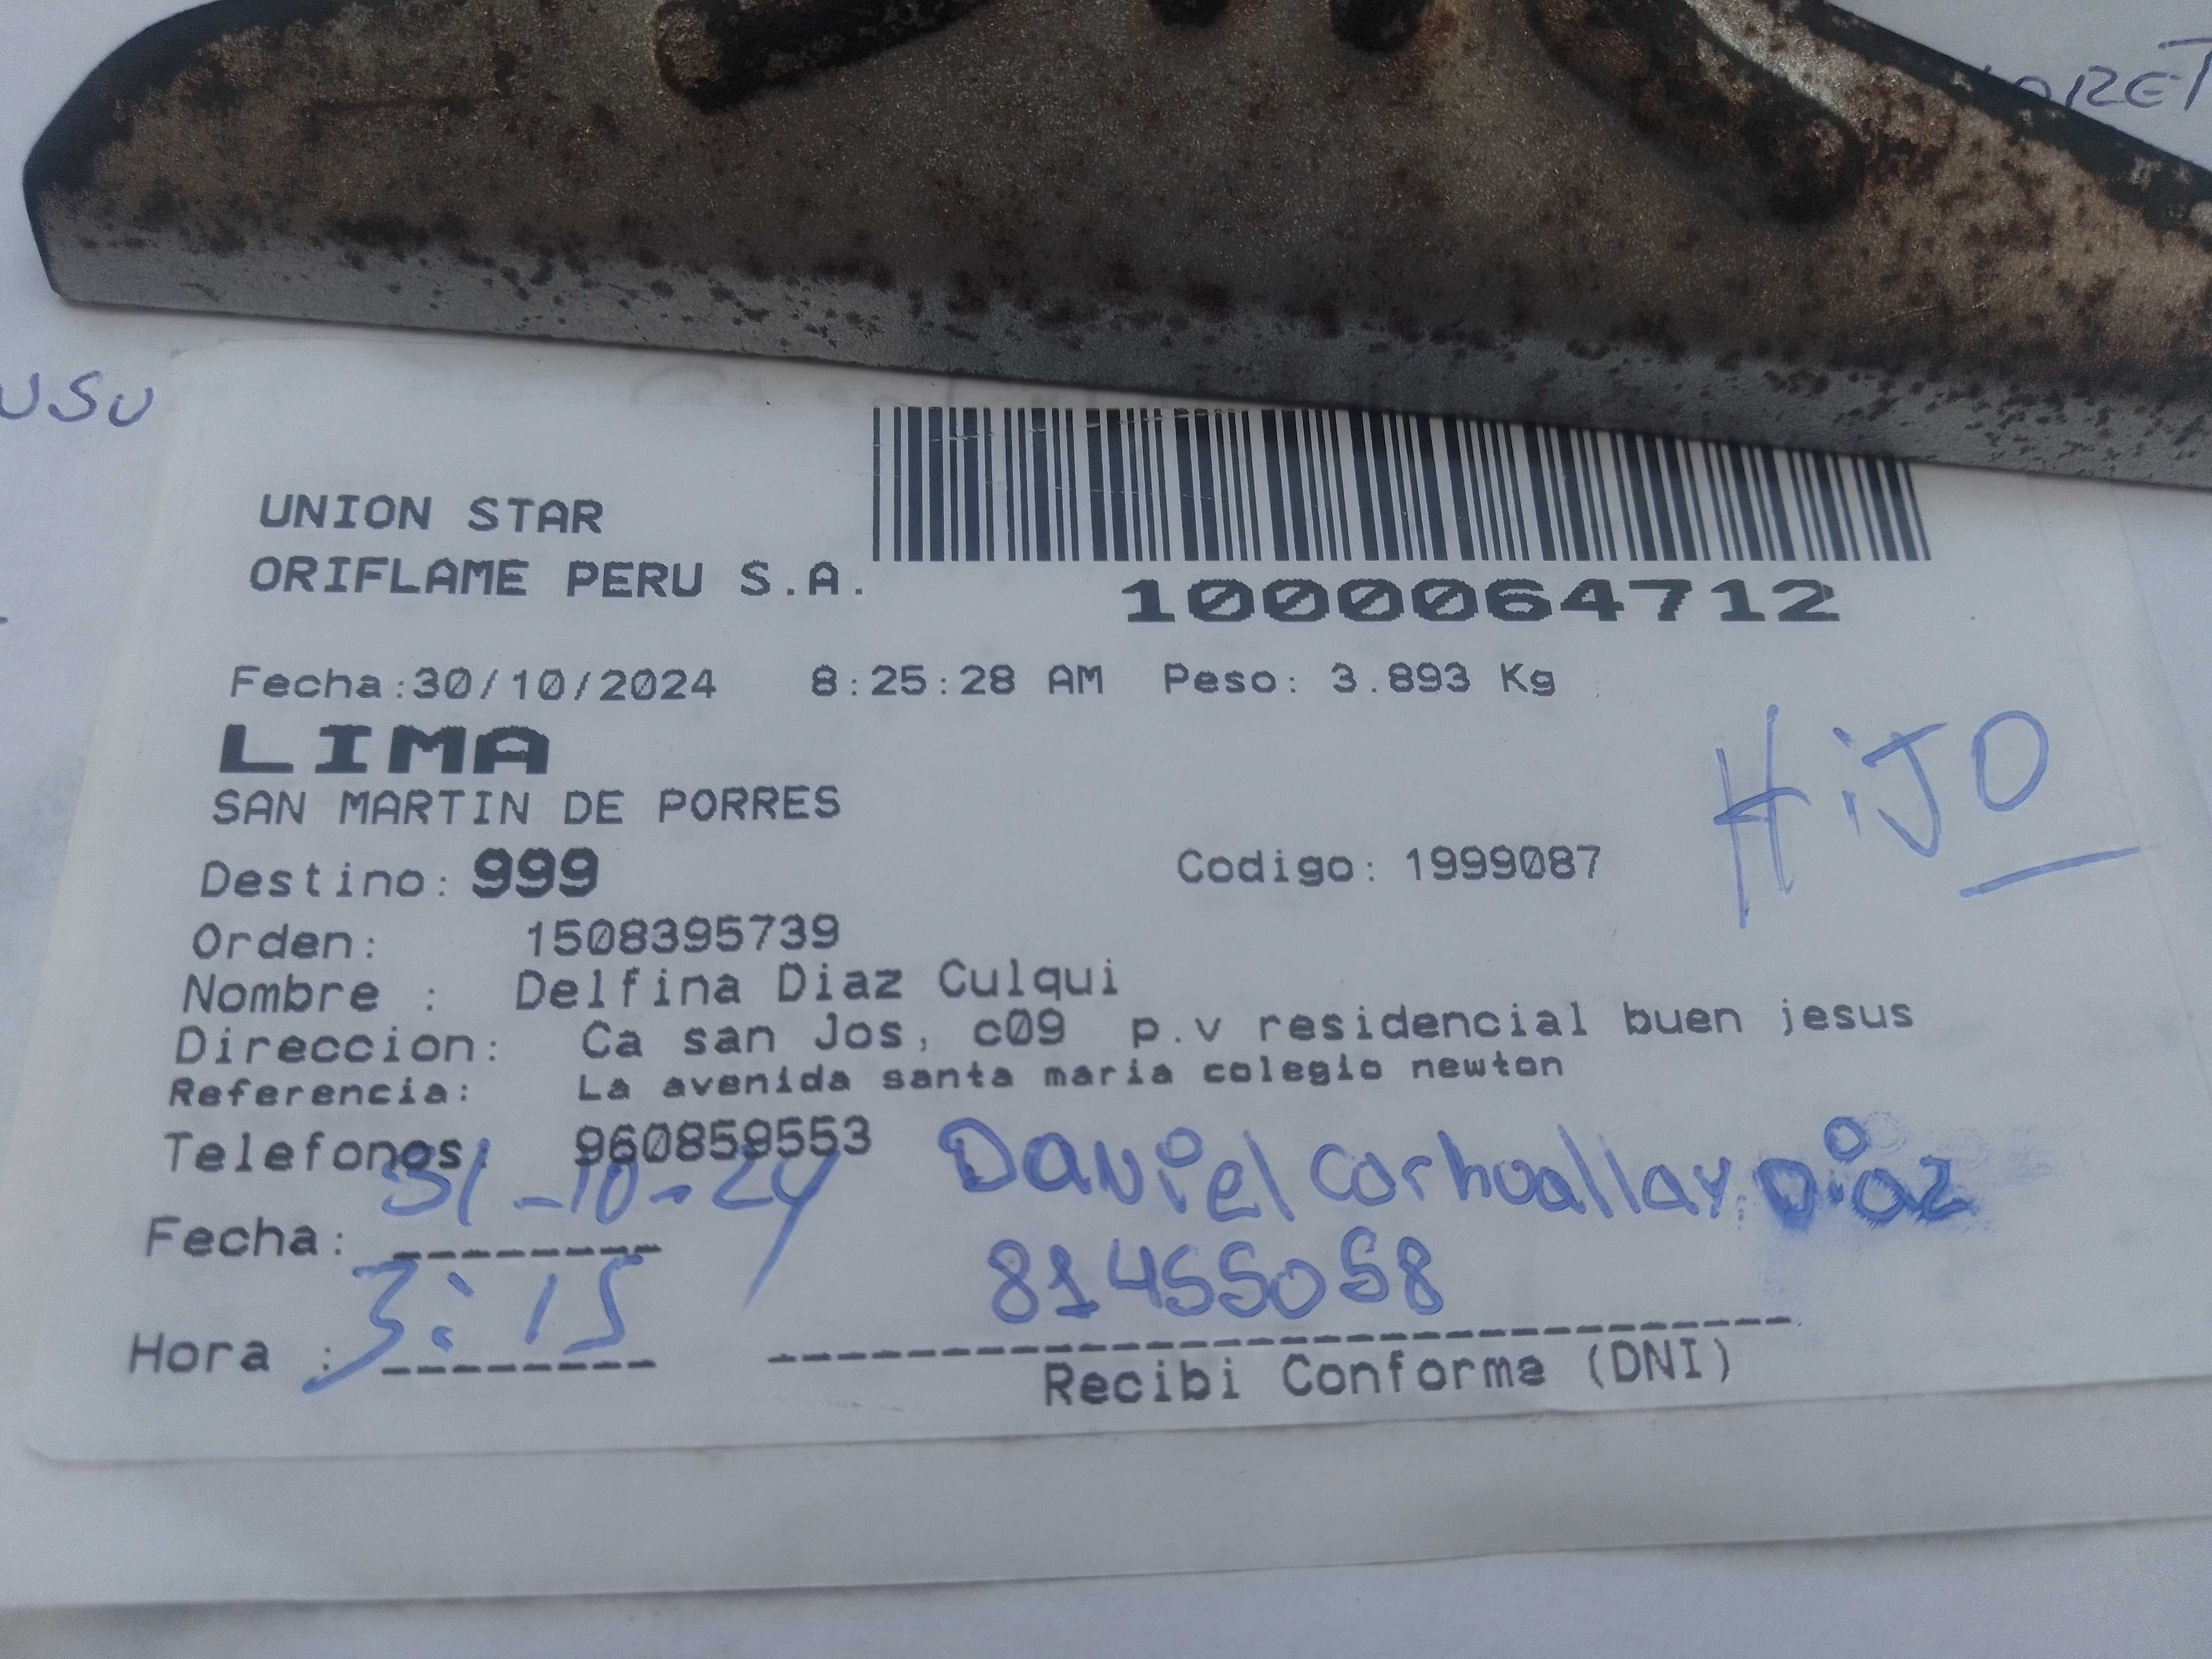 USU
UNION STAR
ORIFLAME PERU S.A.
1000064712
Fecha:30/10/2024 8:25:28 AM Peso: 3.893 Kg
LIMA
HiJO
SAN MARTIN DE PORRES
Destino: 999 Codigo: 1999087
Orden: 1508395739
Nombre : Delfina Diaz Culqui
Direccion: Ca san Jos, c09 p.v residencial buen jesus
Referencia: La avenida santa maria colegio newton
Telefonos: 960859553
Daniel Corhuallay Diaz
Fecha: 31-10-24
81455058
Hora : 3:15
Recibi Conforme (DNI)